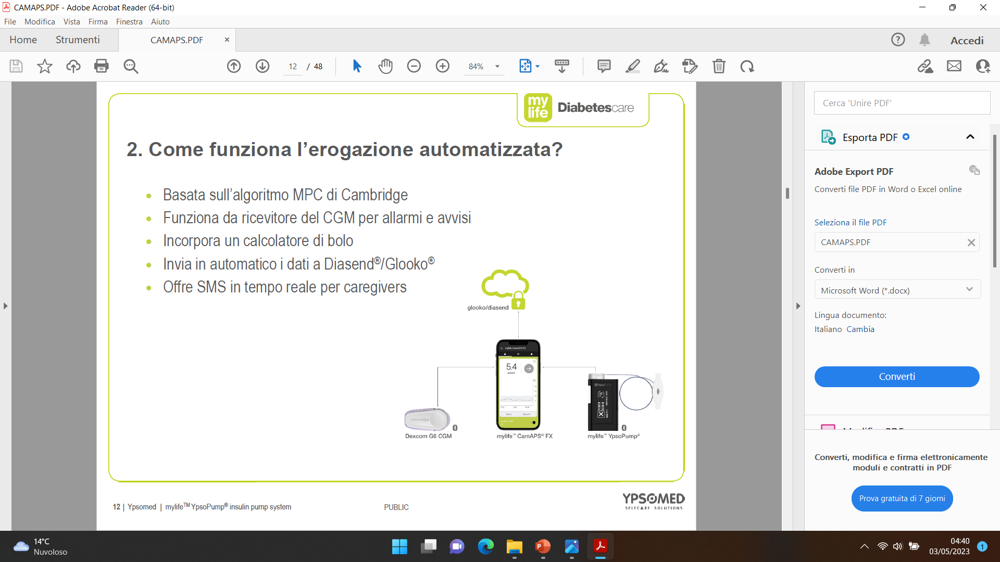 CAMAPS.PDF - Adobe Acrobat Reader (64-bit)
File Modifica Vista Firma Finestra Aiuto
Home Strumenti CAMAPS.PDF
Accedi
12 / 48
84%
my
life
Diabetescare
2. Come funziona l’erogazione automatizzata?
• Basata sull’algoritmo MPC di Cambridge
• Funziona da ricevitore del CGM per allarmi e avvisi
• Incorpora un calcolatore di bolo
• Invia in automatico i dati a Diasend®/Glooko®
• Offre SMS in tempo reale per caregivers
glooko/diasend
mylife CamAPS FX
5.4
mmol/L
YpsoPump
Dexcom G6 CGM
mylife™ CamAPS® FX
mylife™ YpsoPump®
12 | Ypsomed | mylifeTM YpsoPump® insulin pump system
PUBLIC
YPSOMED
SELFCARE SOLUTIONS
Cerca 'Unire PDF'
Esporta PDF
Adobe Export PDF
Converti file PDF in Word o Excel online
Seleziona il file PDF
CAMAPS.PDF
Converti in
Microsoft Word (*.docx)
Lingua documento:
Italiano Cambia
Converti
Converti, modifica e firma elettronicamente
moduli e contratti in PDF
Prova gratuita di 7 giorni
14°C
Nuvoloso
04:40
03/05/2023
1